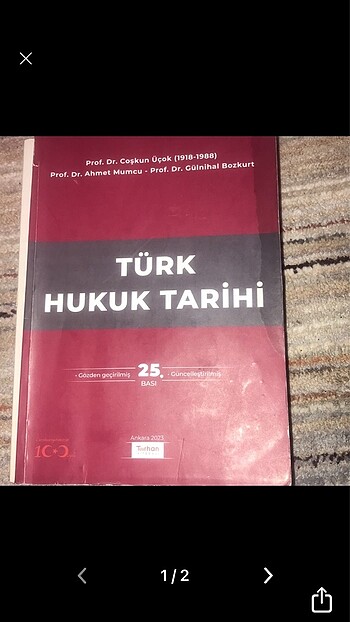 Prof. Dr. Coşkun Üçok (1918-1988)
Prof. Dr. Ahmet Mumcu - Prof. Dr. Gülnihal Bozkurt
TÜRK
HUKUK TARİHİ
• Gözden geçirilmiş 25. • Güncelleştirilmiş
BASI
Ankara 2023
Turhan
1/2